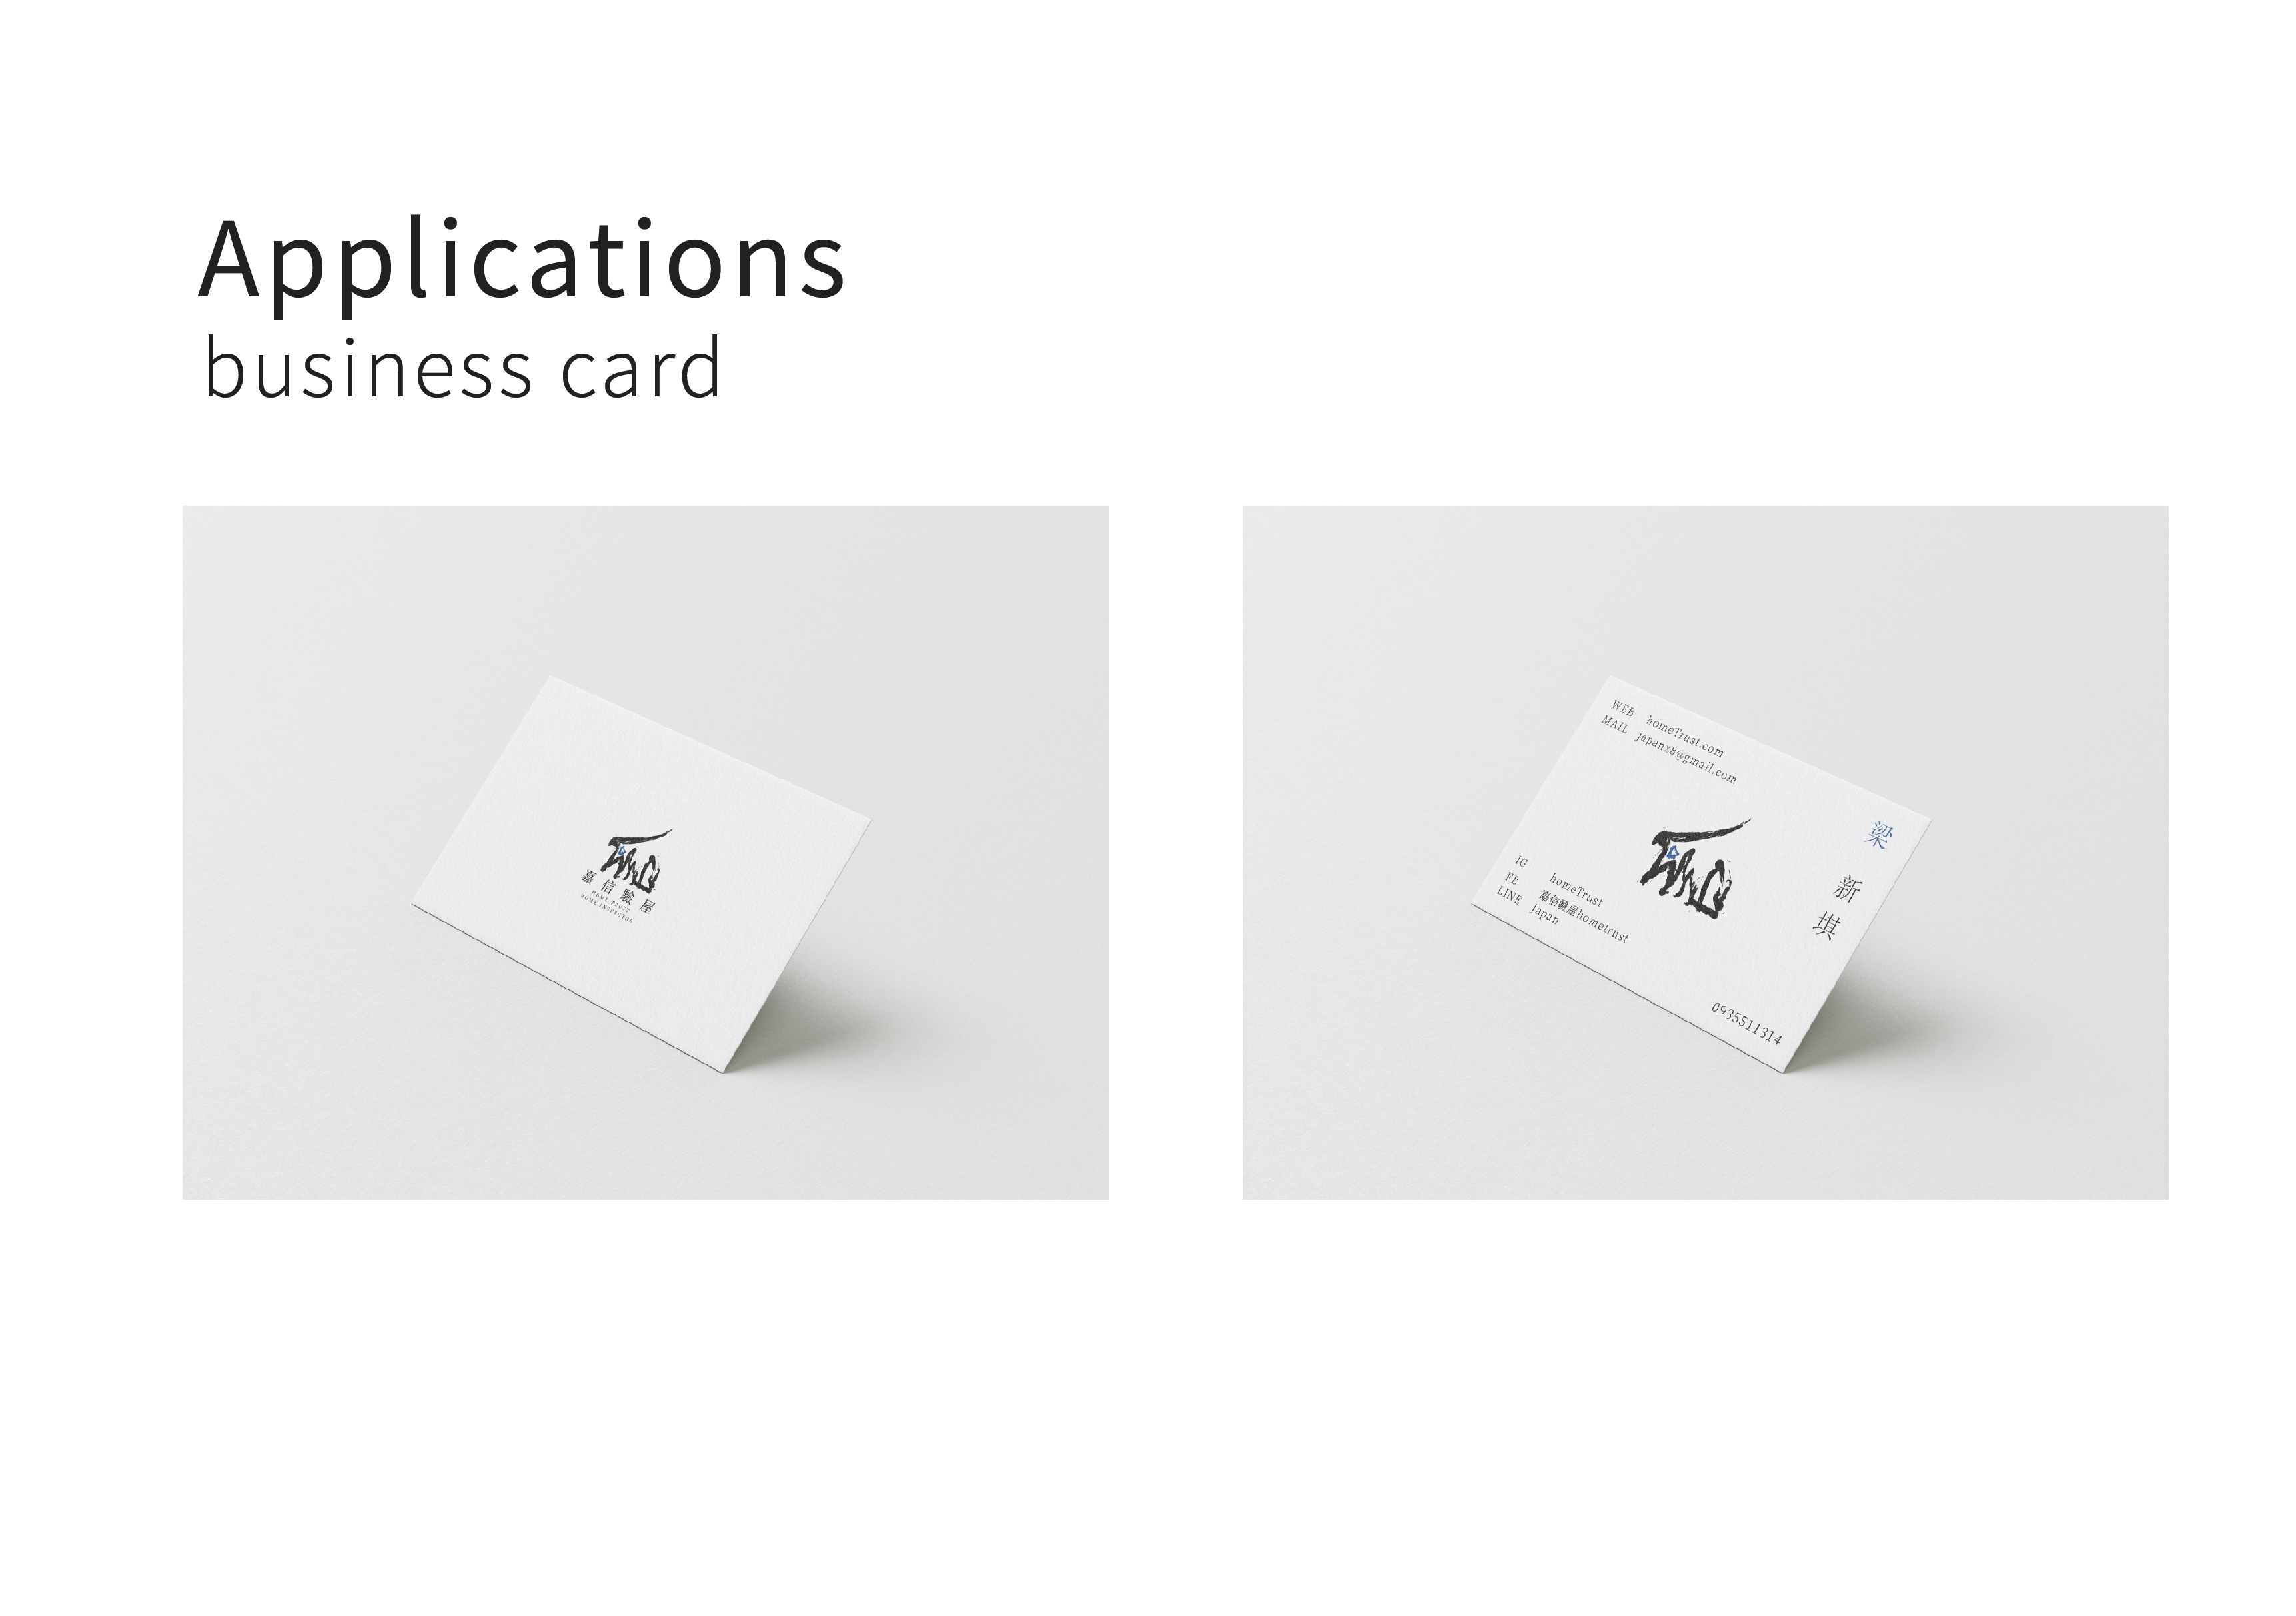 Applications
business card
嘉信驗屋
HOME TRUST
HOME INSPECTOR
WEB homeTrust.com
MAIL japanz8@gmail.com
梁新堪
IG homeTrust
FB 嘉信驗屋hometrust
LINE Japan
0935511314